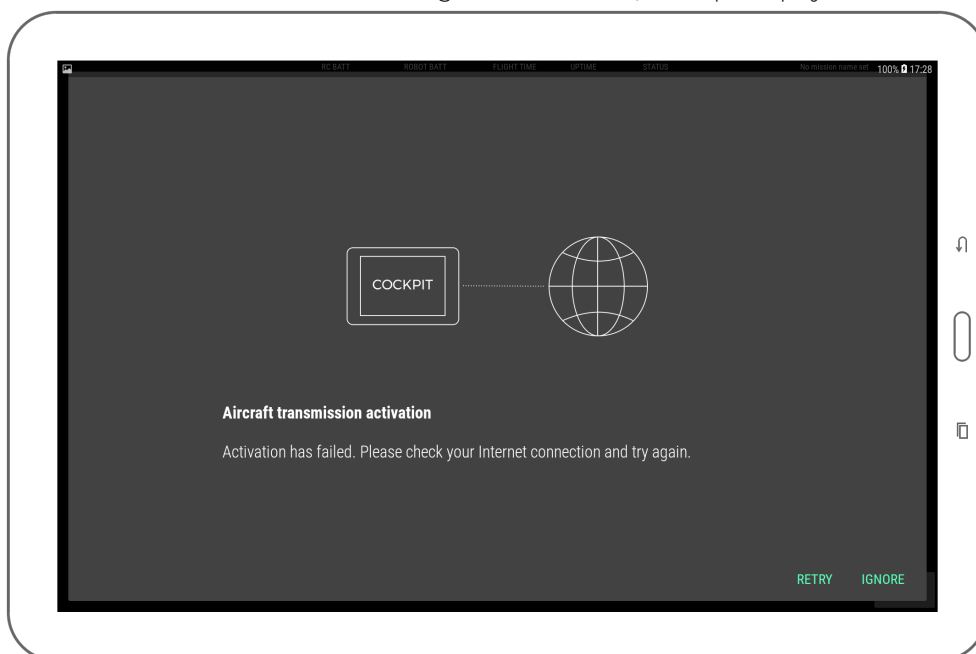 RC BATT ROBOT BATT FLIGHT TIME UPTIME STATUS No mission name set 100% 17:28
COCKPIT
Aircraft transmission activation
Activation has failed. Please check your Internet connection and try again.
RETRY IGNORE